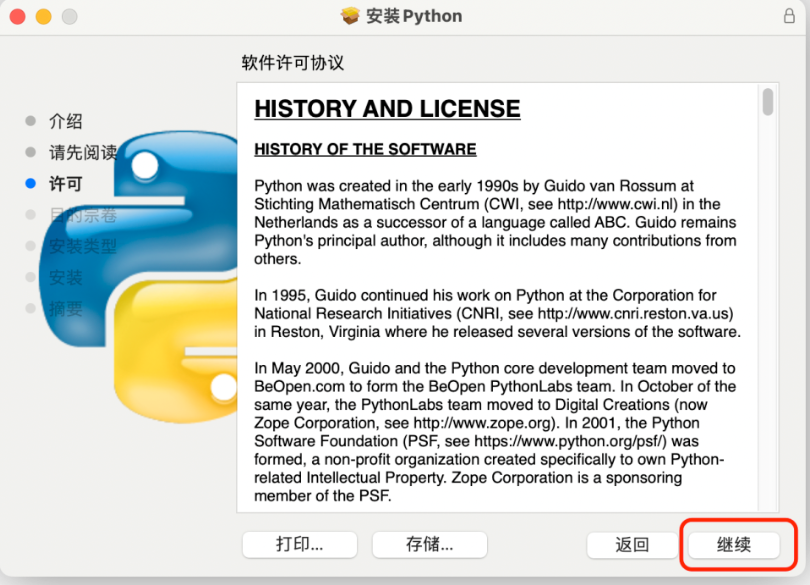 安装Python
软件许可协议
介绍
请先阅读
许可
目的宗卷
安装类型
安装
摘要
HISTORY AND LICENSE
HISTORY OF THE SOFTWARE
Python was created in the early 1990s by Guido van Rossum at
Stichting Mathematisch Centrum (CWI, see http://www.cwi.nl) in the
Netherlands as a successor of a language called ABC. Guido remains
Python's principal author, although it includes many contributions from
others.
In 1995, Guido continued his work on Python at the Corporation for
National Research Initiatives (CNRI, see http://www.cnri.reston.va.us)
in Reston, Virginia where he released several versions of the software.
In May 2000, Guido and the Python core development team moved to
BeOpen.com to form the BeOpen PythonLabs team. In October of the
same year, the PythonLabs team moved to Digital Creations (now
Zope Corporation, see http://www.zope.org). In 2001, the Python
Software Foundation (PSF, see https://www.python.org/psf/) was
formed, a non-profit organization created specifically to own Python-
related Intellectual Property. Zope Corporation is a sponsoring
member of the PSF.
打印... 存储... 返回 继续